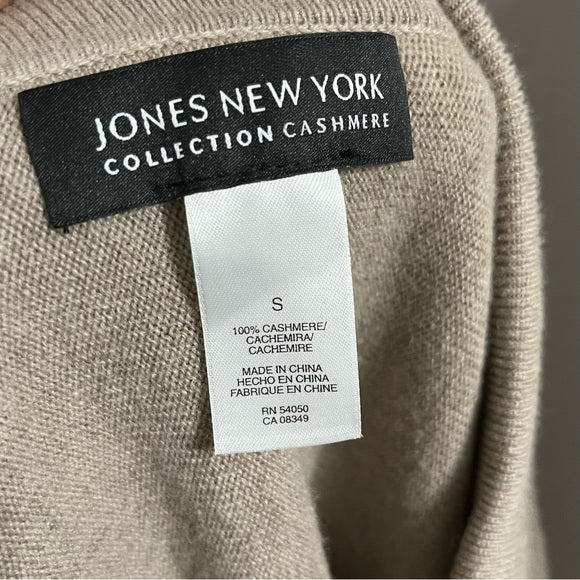 JONES NEW YORK
COLLECTION CASHMERE
S
100% CASHMERE/
CACHEMIRA/
CACHEMIRE
MADE IN CHINA
HECHO EN CHINA
FABRIQUE EN CHINE
RN 54050
CA 08349